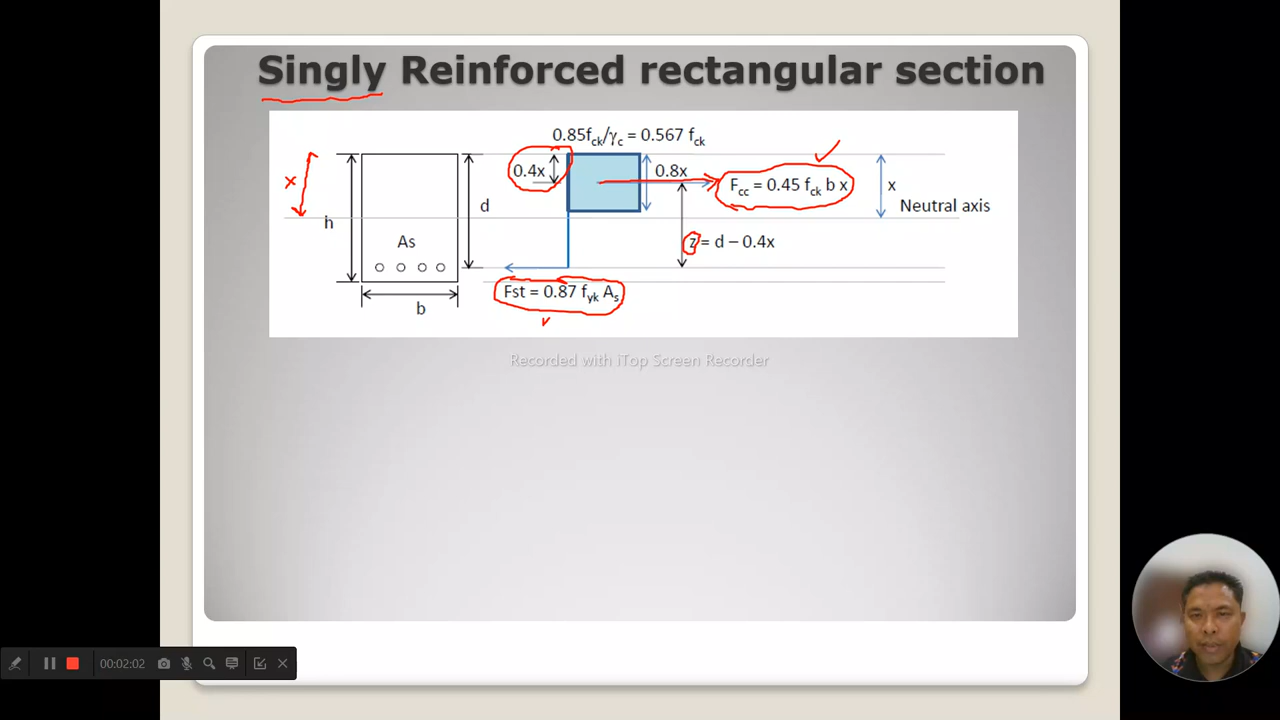 Singly Reinforced rectangular section
0.85fck/γc = 0.567 fck
0.4x
0.8x
Fcc = 0.45 fck b x
x
x
d
h
Neutral axis
As
z = d – 0.4x
Fst = 0.87 fyk As
b
Recorded with iTop Screen Recorder
00:02:02